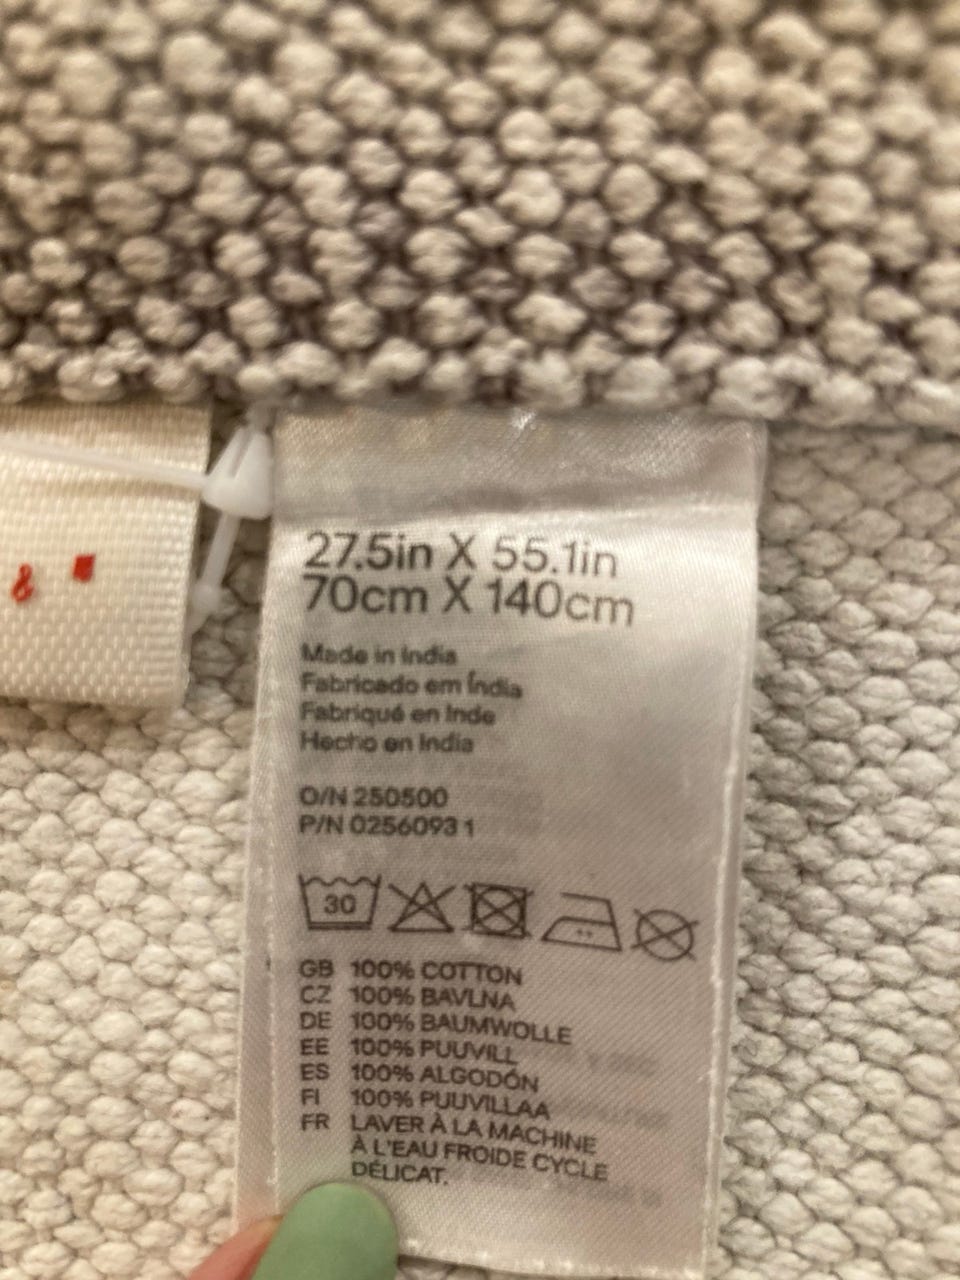 &
27.5in X 55.1in
70cm X 140cm
Made in India
Fabricado em Índia
Fabriqué en Inde
Hecho en India
O/N 250500
P/N 0256093 1
30
GB 100% COTTON
CZ 100% BAVLNA
DE 100% BAUMWOLLE
EE 100% PUUVILL
ES 100% ALGODÓN
FI 100% PUUVILLAA
FR LAVER À LA MACHINE
À L'EAU FROIDE CYCLE
DÉLICAT.